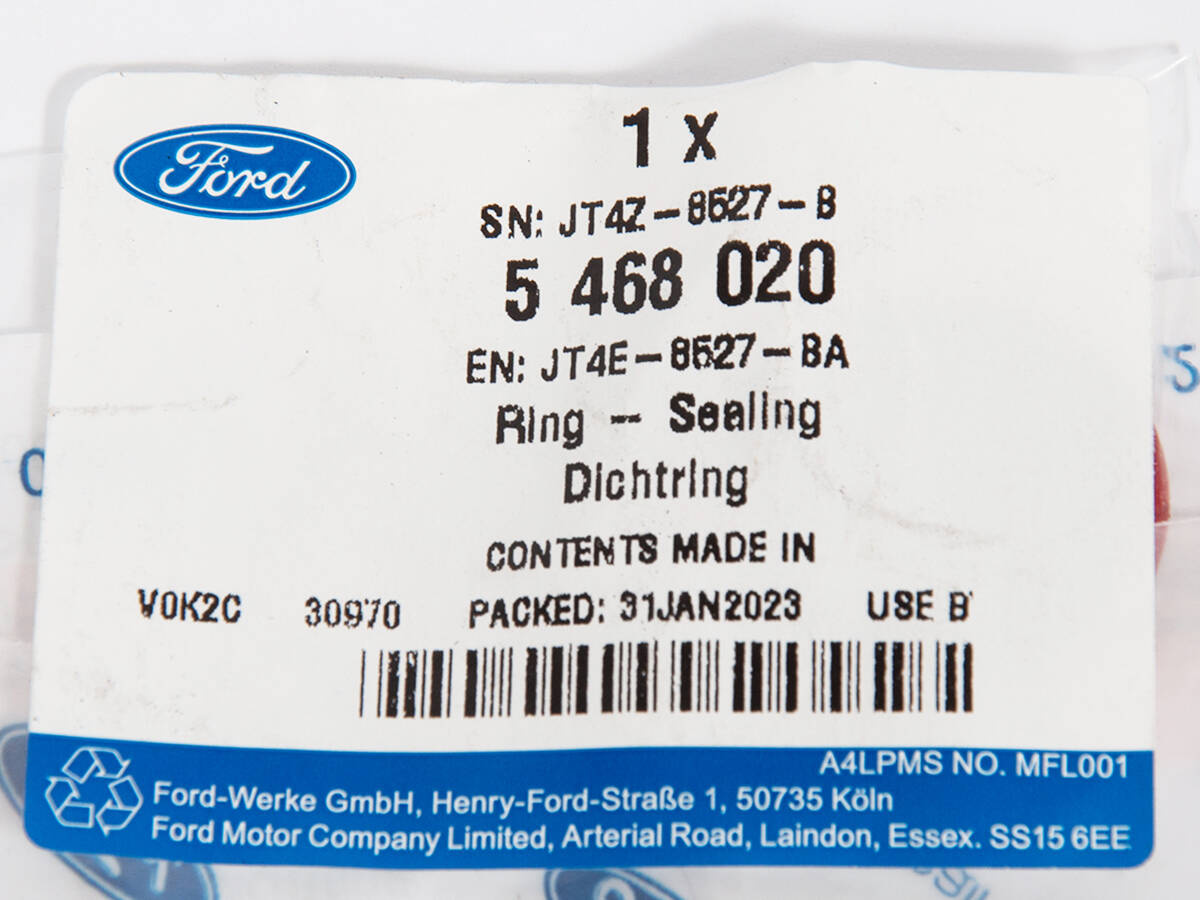 Ford
1 x
SN: JT4Z-8527-B
5 468 020
EN: JT4E-8527-BA
Ring - Sealing
Dichtring
CONTENTS MADE IN
V0K2C 30970 PACKED: 31JAN2023 USE B
A4LPMS NO. MFL001
Ford-Werke GmbH, Henry-Ford-Straße 1, 50735 Köln
Ford Motor Company Limited, Arterial Road, Laindon, Essex. SS15 6EE